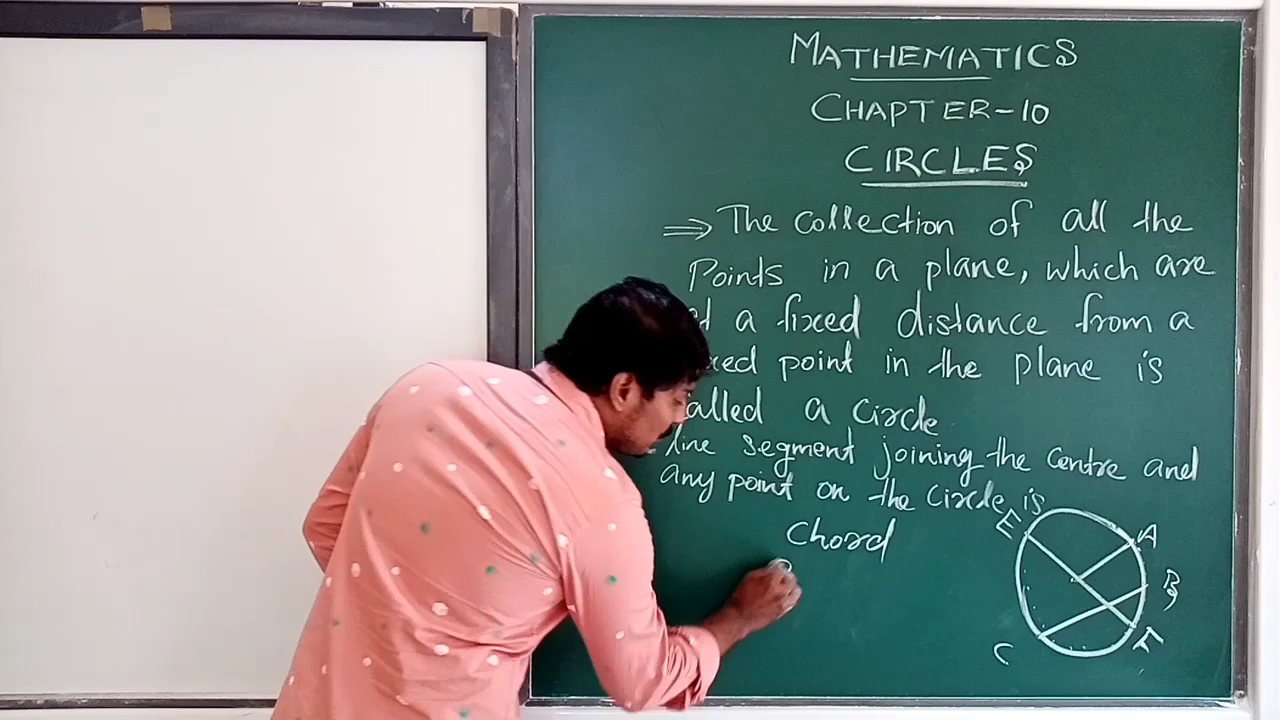 MATHEMATICS
CHAPTER-10
CIRCLES
⇒ The collection of all the
Points in a plane, which are
a fixed distance from a
point in the plane is
a circle
line segment joining the centre and
any point on the circle is
Chord
E
A
B
C
F